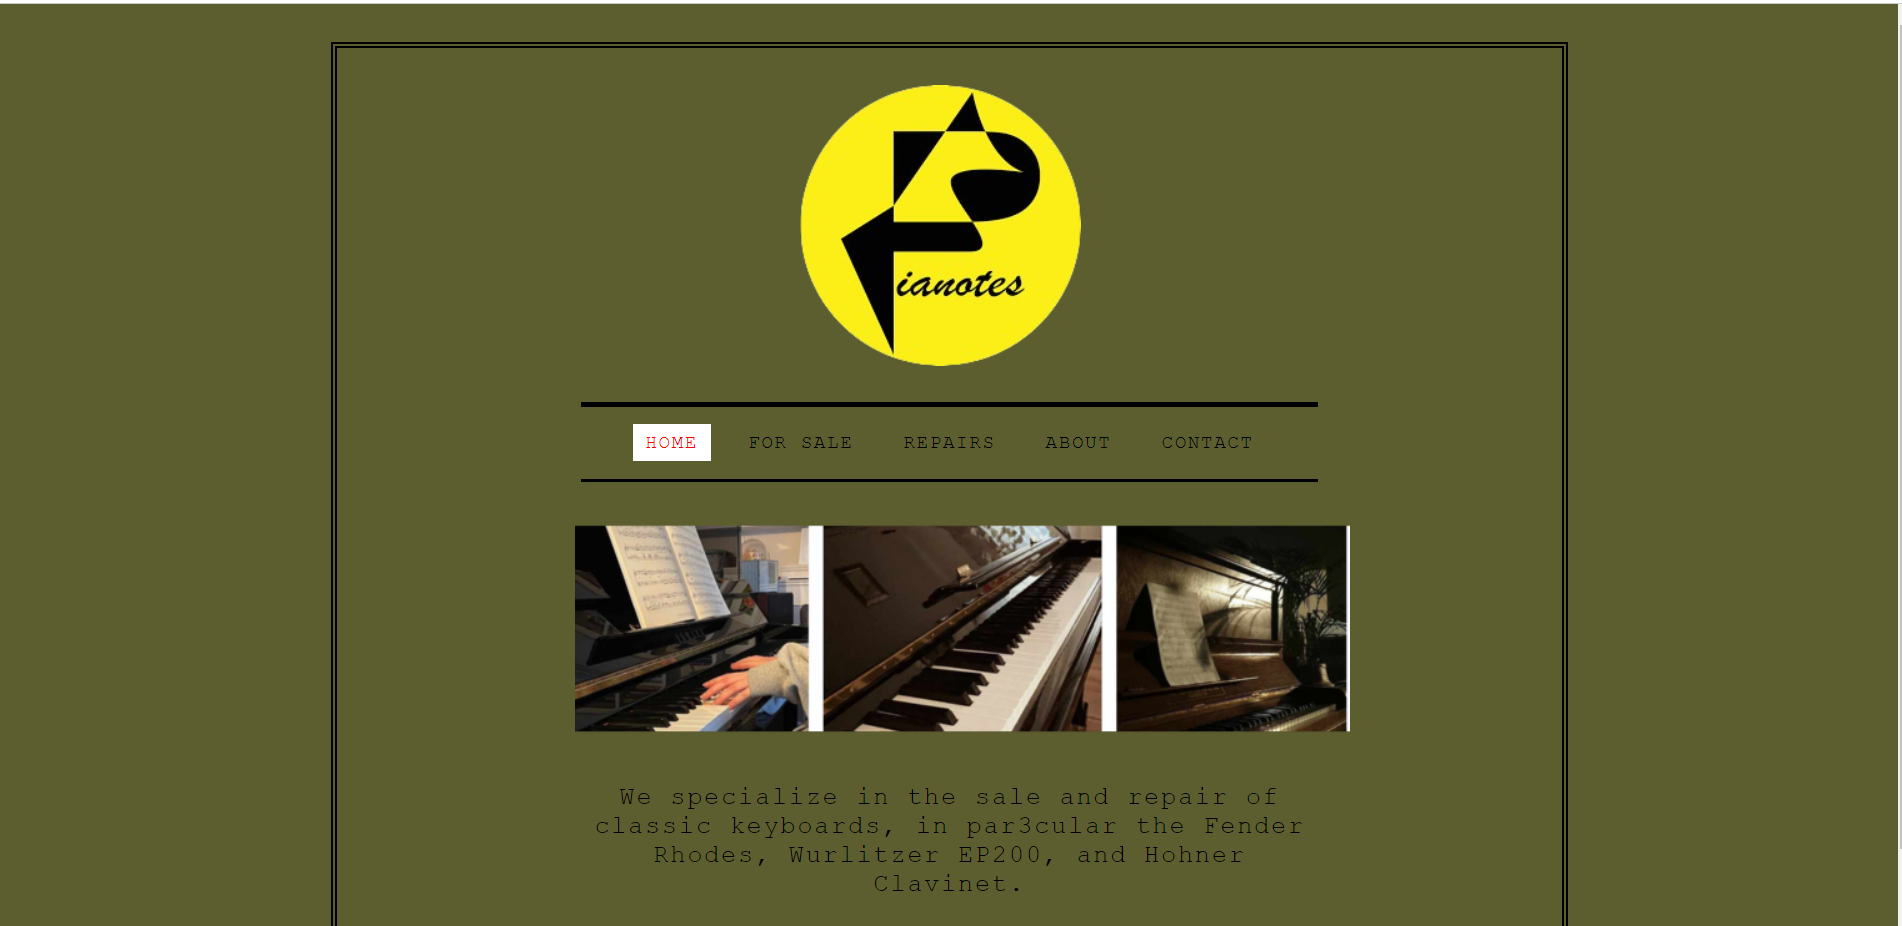 Pianotes
HOME FOR SALE REPAIRS ABOUT CONTACT
We specialize in the sale and repair of
classic keyboards, in par3cular the Fender
Rhodes, Wurlitzer EP200, and Hohner
Clavinet.